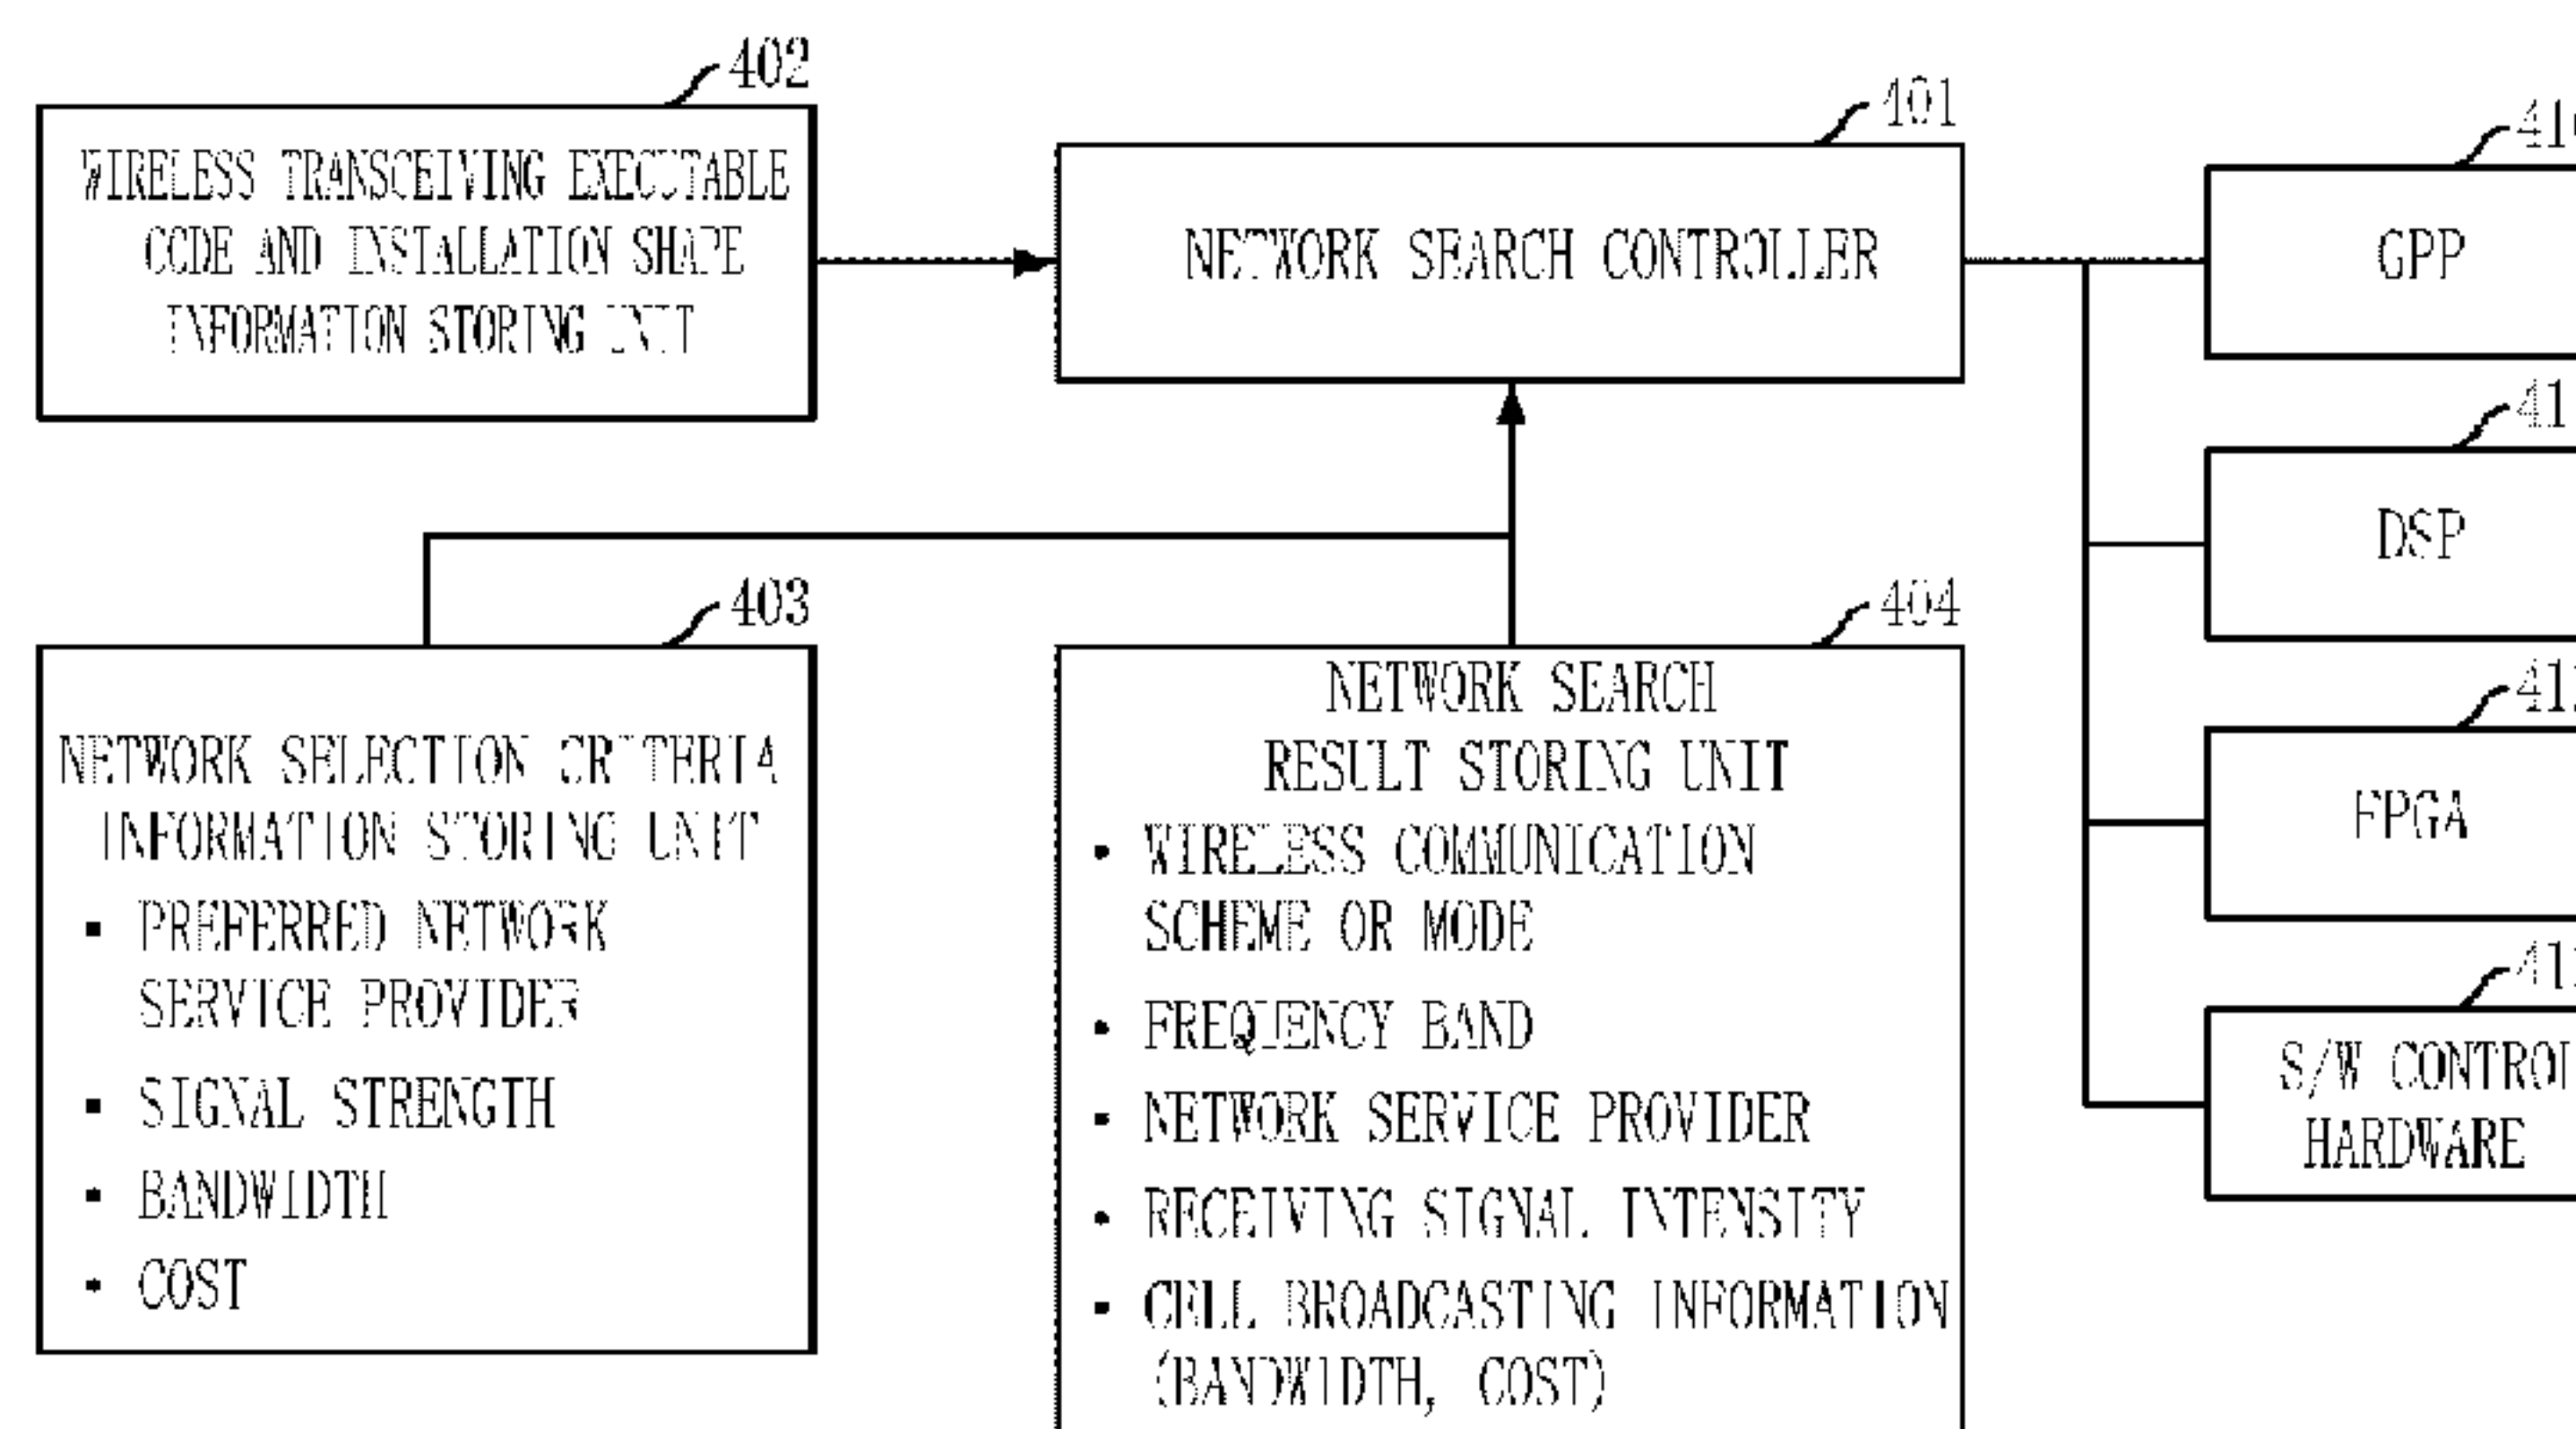 402
WIRELESS TRANSCEIVING EXECUTABLE
CODE AND INSTALLATION SHAPE
INFORMATION STORING UNIT
401
NETWORK SEARCH CONTROLLER
GPP
DSP
403
NETWORK SELECTION CRITERIA
INFORMATION STORING UNIT
▪ PREFERRED NETWORK
SERVICE PROVIDER
▪ SIGNAL STRENGTH
▪ BANDWIDTH
▪ COST
404
NETWORK SEARCH
RESULT STORING UNIT
• WIRELESS COMMUNICATION
SCHEME OR MODE
• FREQUENCY BAND
• NETWORK SERVICE PROVIDER
• RECEIVING SIGNAL INTENSITY
• CELL BROADCASTING INFORMATION
(BANDWIDTH, COST)
FPGA
S/W CONTROL
HARDWARE